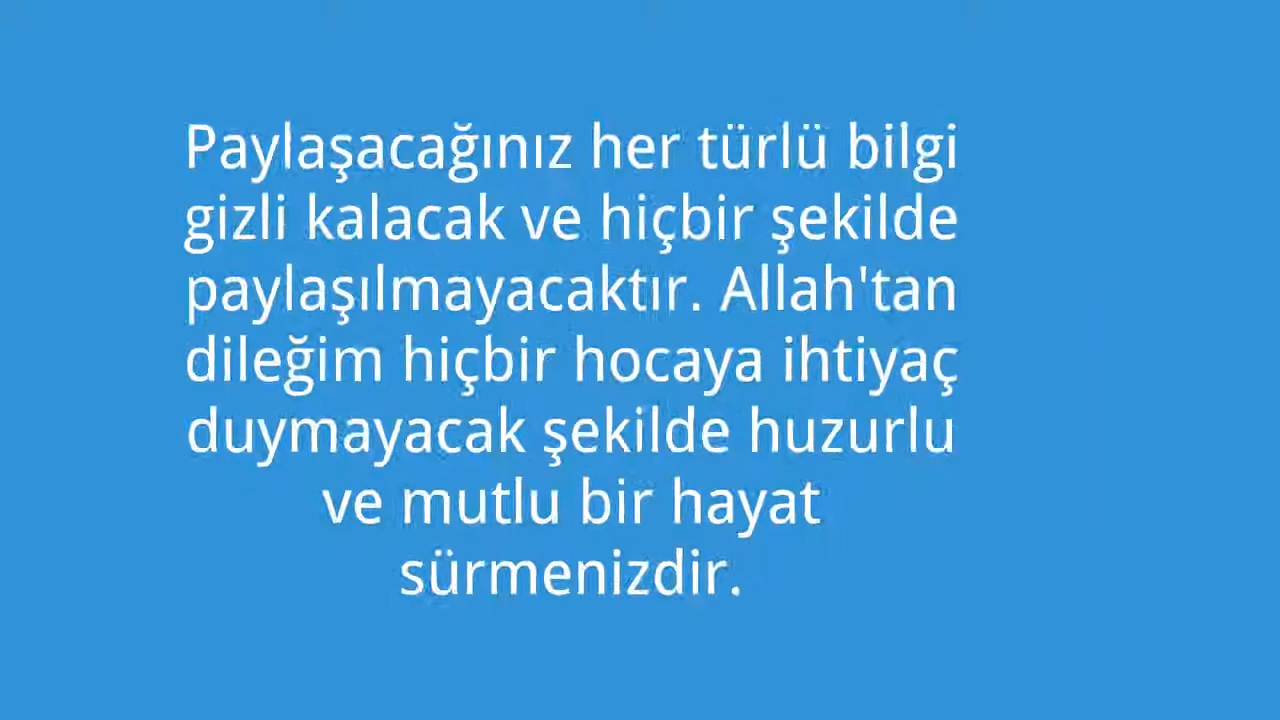 Paylaşacağınız her türlü bilgi
gizli kalacak ve hiçbir şekilde
paylaşılmayacaktır. Allah'tan
dileğim hiçbir hocaya ihtiyaç
duymayacak şekilde huzurlu
ve mutlu bir hayat
sürmenizdir.